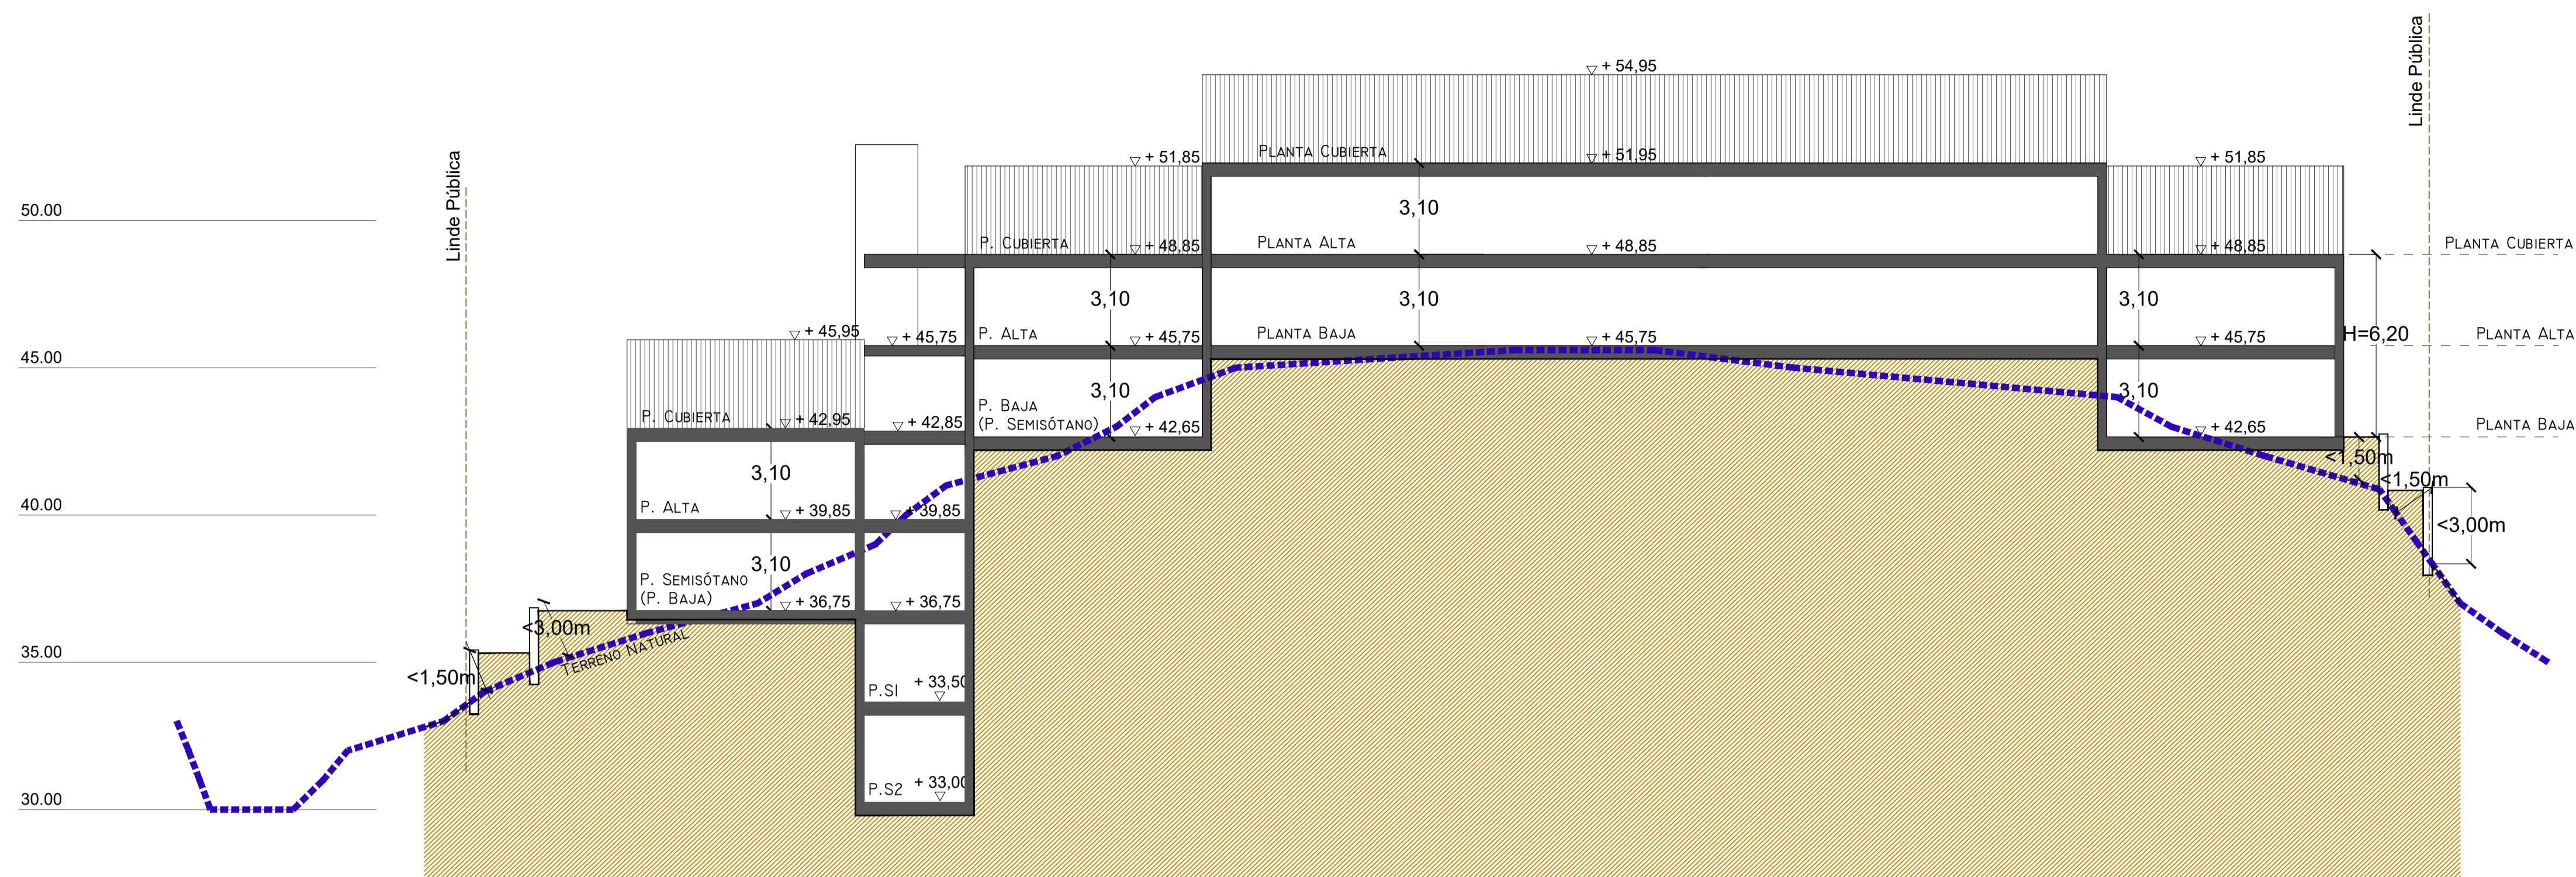 Linde Pública
Linde Pública
+ 54,95
PLANTA CUBIERTA
+ 51,95
+ 51,85
+ 51,85
50.00
3,10
P. CUBIERTA
+ 48,85
PLANTA ALTA
+ 48,85
+ 48,85
PLANTA CUBIERTA
3,10
3,10
3,10
+ 45,95
+ 45,75
P. ALTA
+ 45,75
PLANTA BAJA
+ 45,75
+ 45,75
H=6,20
PLANTA ALTA
45.00
3,10
3,10
P. CUBIERTA
+ 42,95
+ 42,85
P. BAJA
(P. SEMISÓTANO)
+ 42,65
+ 42,65
PLANTA BAJA
<1,50m
3,10
<1,50m
40.00
P. ALTA
+ 39,85
+ 39,85
<3,00m
3,10
P. SEMISÓTANO
(P. BAJA)
+ 36,75
+ 36,75
<3,00m
TERRENO NATURAL
35.00
<1,50m
P.S1
+ 33,50
30.00
P.S2
+ 33,00